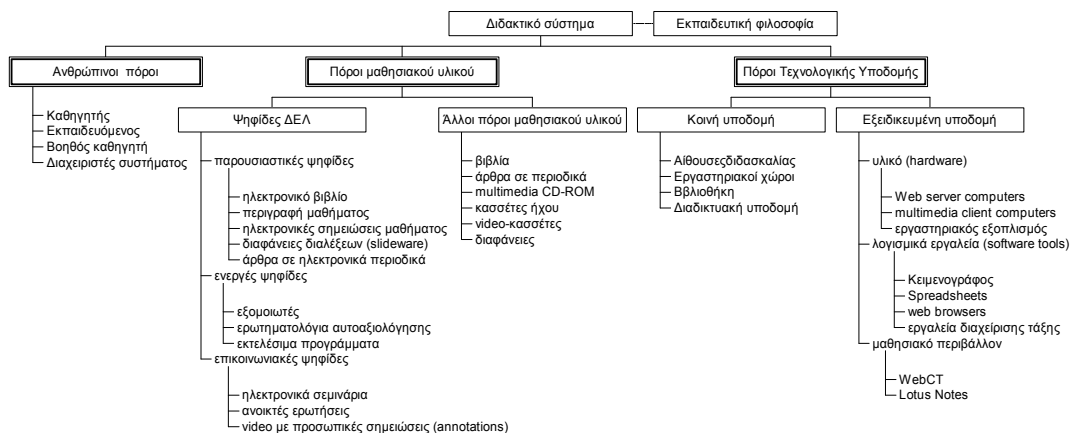 Διδακτικό σύστημα
Εκπαιδευτική φιλοσοφία
Ανθρώπινοι πόροι
Καθηγητής
Εκπαιδευόμενος
Βοηθός καθηγητή
Διαχειριστές συστήματος
Πόροι μαθησιακού υλικού
Ψηφίδες ΔΕΛ
παρουσιαστικές ψηφίδες
ηλεκτρονικό βιβλίο
περιγραφή μαθήματος
ηλεκτρονικές σημειώσεις μαθήματος
διαφάνειες διαλέξεων (slideware)
άρθρα σε ηλεκτρονικά περιοδικά
ενεργές ψηφίδες
εξομοιωτές
ερωτηματολόγια αυτοαξιολόγησης
εκτελέσιμα προγράμματα
επικοινωνιακές ψηφίδες
ηλεκτρονικά σεμινάρια
ανοικτές ερωτήσεις
video με προσωπικές σημειώσεις (annotations)
Άλλοι πόροι μαθησιακού υλικού
βιβλία
άρθρα σε περιοδικά
multimedia CD-ROM
κασσέτες ήχου
video-κασσέτες
διαφάνειες
Πόροι Τεχνολογικής Υποδομής
Κοινή υποδομή
Αίθουσεςδιδασκαλίας
Εργαστηριακοί χώροι
Ββλιοθήκη
Διαδικτυακή υποδομή
Εξειδικευμένη υποδομή
υλικό (hardware)
Web server computers
multimedia client computers
εργαστηριακός εξοπλισμός
λογισμικά εργαλεία (software tools)
Κειμενογράφος
Spreadsheets
web browsers
εργαλεία διαχείρισης τάξης
μαθησιακό περιβάλλον
WebCT
Lotus Notes